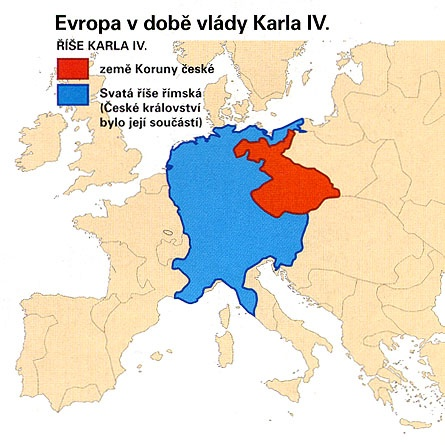 Evropa v době vlády Karla IV.
ŘÍŠE KARLA IV.
země Koruny české
Svatá říše římská
(České království
bylo její součástí)